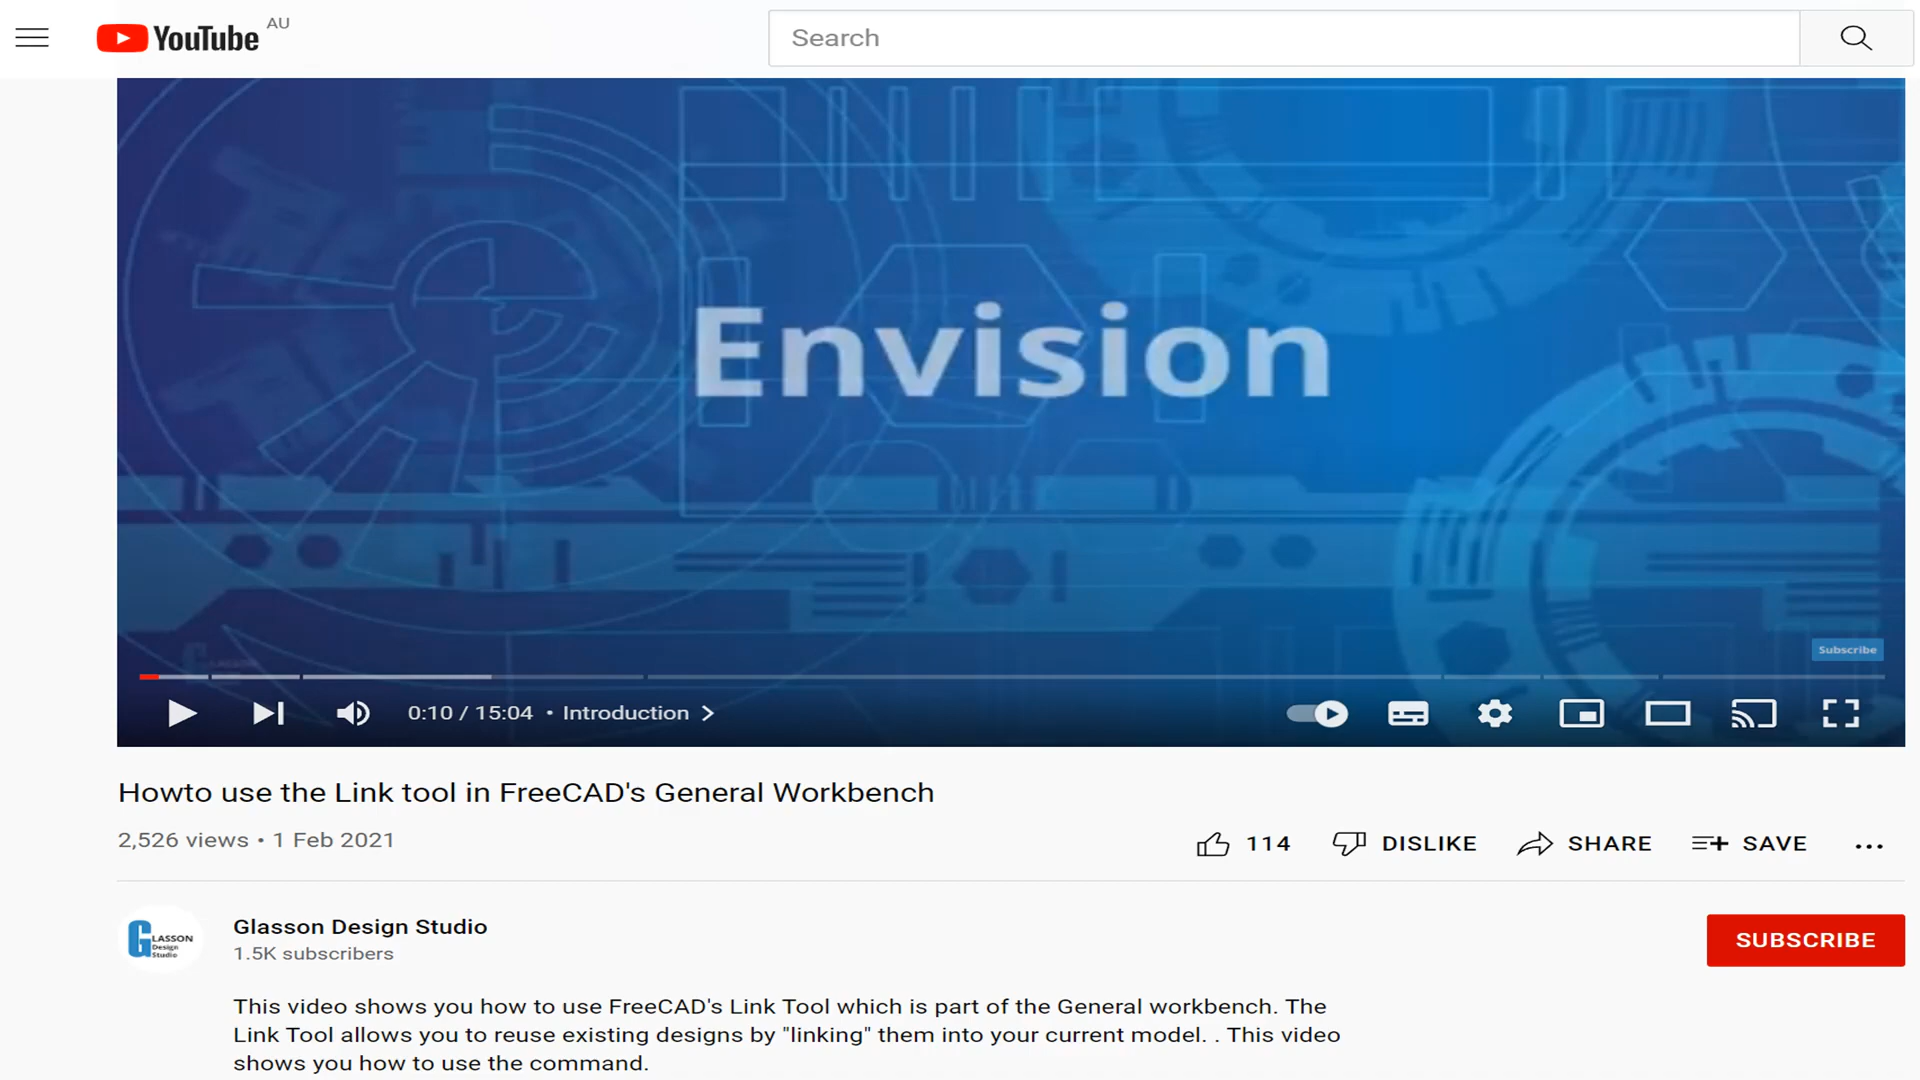 YouTube AU
Search
Envision
Subscribe
0:10 / 15:04 • Introduction
Howto use the Link tool in FreeCAD's General Workbench
2,526 views • 1 Feb 2021
114 DISLIKE SHARE SAVE
GLASSON
Design
Studio
Glasson Design Studio
1.5K subscribers
SUBSCRIBE
This video shows you how to use FreeCAD's Link Tool which is part of the General workbench. The
Link Tool allows you to reuse existing designs by "linking" them into your current model. . This video
shows you how to use the command.